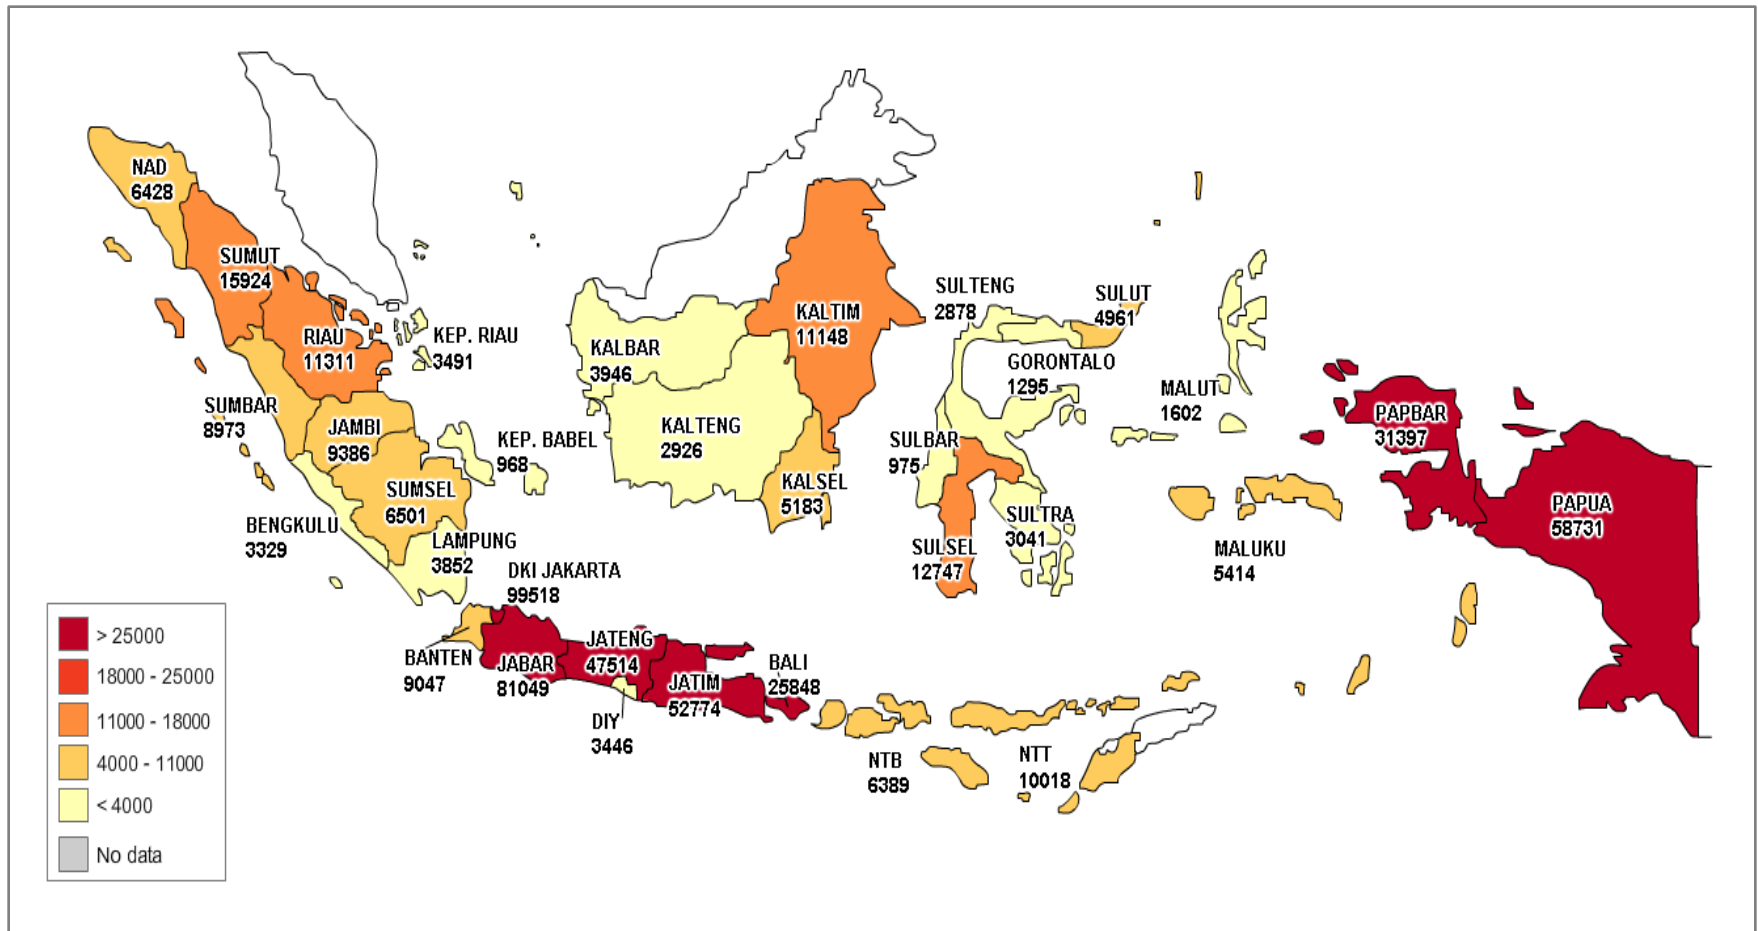 NAD
6428
SUMUT
15924
RIAU
11311
KEP. RIAU
3491
SUMBAR
8973
JAMBI
9386
KEP. BABEL
968
SUMSEL
6501
BENGKULU
3329
LAMPUNG
3852
DKI JAKARTA
99518
BANTEN
9047
JABAR
81049
JATENG
47514
DIY
3446
JATIM
52774
BALI
25848
NTB
6389
NTT
10018
KALBAR
3946
KALTENG
2926
KALTIM
11148
KALSEL
5183
SULTENG
2878
SULUT
4961
GORONTALO
1295
SULBAR
975
SULSEL
12747
SULTRA
3041
MALUT
1602
MALUKU
5414
PAPBAR
31397
PAPUA
58731
> 25000
18000 - 25000
11000 - 18000
4000 - 11000
< 4000
No data